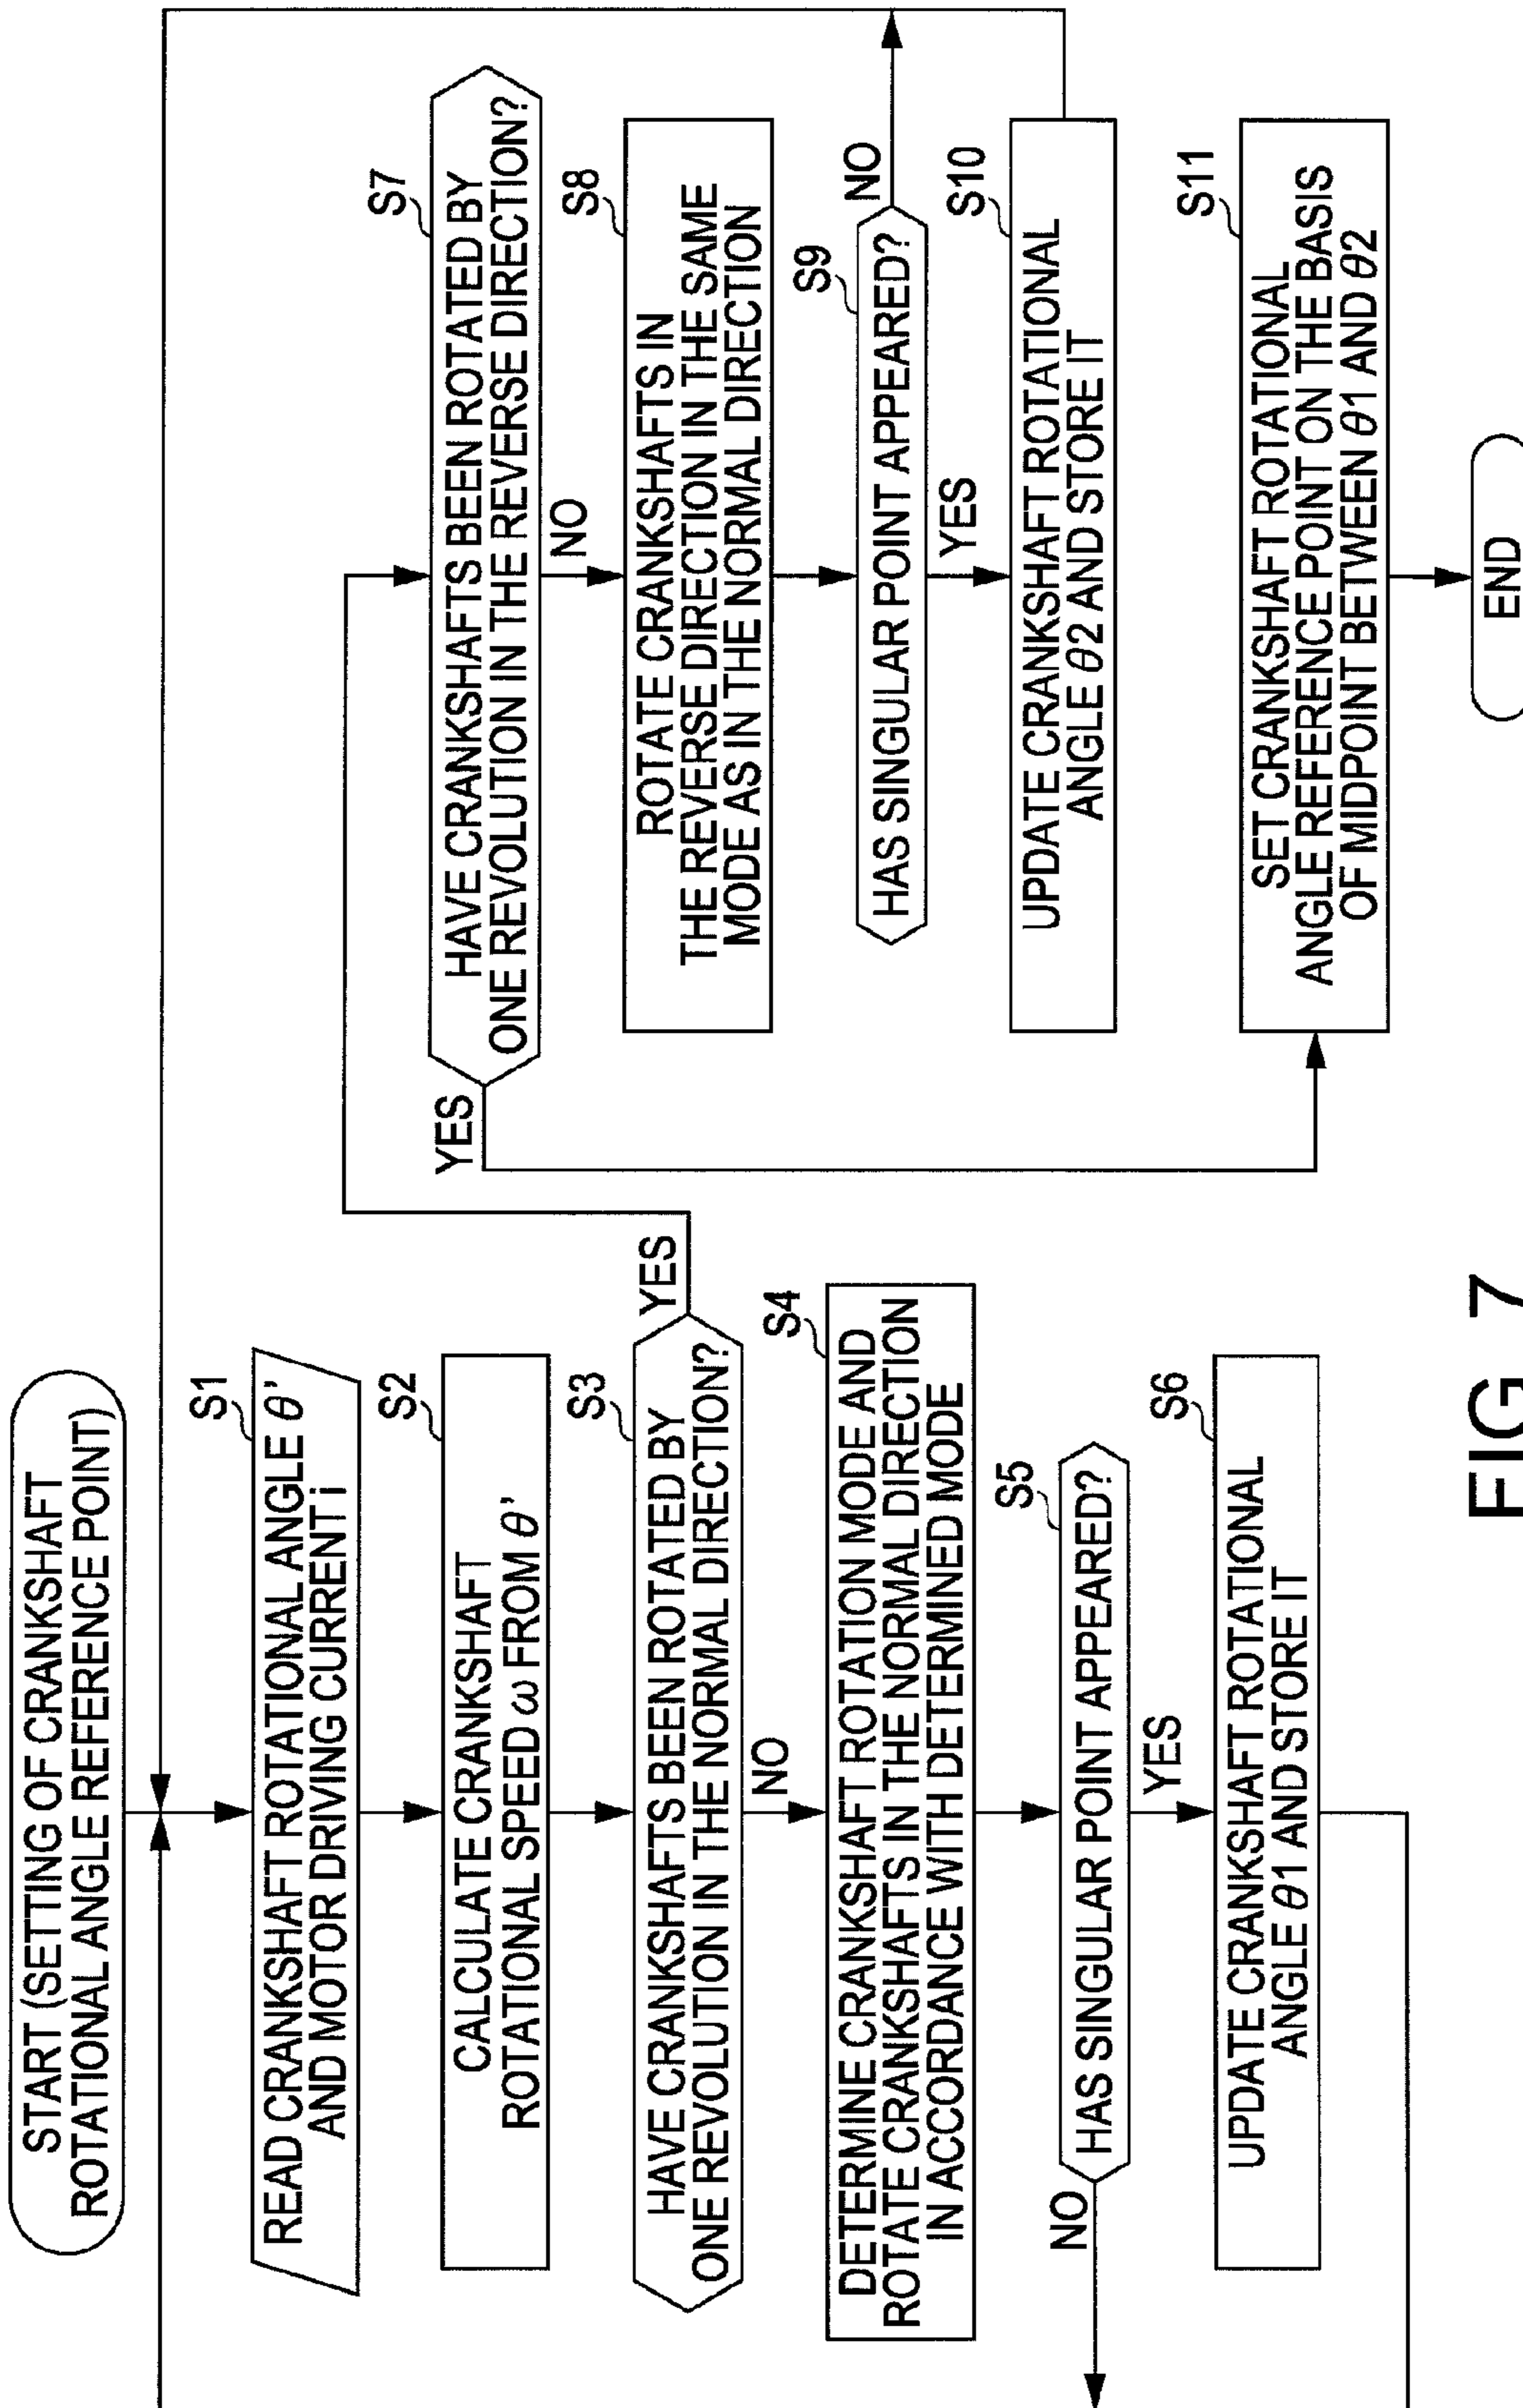 START (SETTING OF CRANKSHAFT
ROTATIONAL ANGLE REFERENCE POINT)
S1
READ CRANKSHAFT ROTATIONAL ANGLE θ'
AND MOTOR DRIVING CURRENT i
S2
CALCULATE CRANKSHAFT
ROTATIONAL SPEED ω FROM θ'
S3
HAVE CRANKSHAFTS BEEN ROTATED BY
ONE REVOLUTION IN THE NORMAL DIRECTION?
YES
NO
S4
DETERMINE CRANKSHAFT ROTATION MODE AND
ROTATE CRANKSHAFTS IN THE NORMAL DIRECTION
IN ACCORDANCE WITH DETERMINED MODE
S5
HAS SINGULAR POINT APPEARED?
NO
YES
S6
UPDATE CRANKSHAFT ROTATIONAL
ANGLE θ1 AND STORE IT
S7
HAVE CRANKSHAFTS BEEN ROTATED BY
ONE REVOLUTION IN THE REVERSE DIRECTION?
YES
NO
S8
ROTATE CRANKSHAFTS IN
THE REVERSE DIRECTION IN THE SAME
MODE AS IN THE NORMAL DIRECTION
S9
HAS SINGULAR POINT APPEARED?
NO
YES
S10
UPDATE CRANKSHAFT ROTATIONAL
ANGLE θ2 AND STORE IT
S11
SET CRANKSHAFT ROTATIONAL
ANGLE REFERENCE POINT ON THE BASIS
OF MIDPOINT BETWEEN θ1 AND θ2
END
FIG. 7